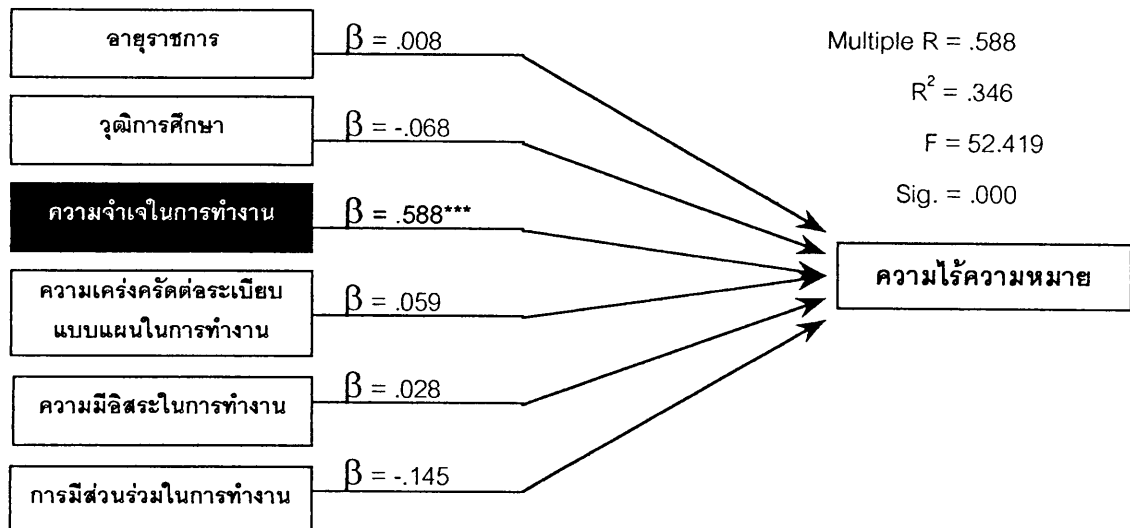 อายุราชการ
β = .008
Multiple R = .588
R² = .346
วุฒิการศึกษา
β = -.068
F = 52.419
Sig. = .000
ความจำเจในการทำงาน
β = .588***
ความไร้ความหมาย
ความเคร่งครัดต่อระเบียบ
แบบแผนในการทำงาน
β = .059
ความมีอิสระในการทำงาน
β = .028
การมีส่วนร่วมในการทำงาน
β = -.145